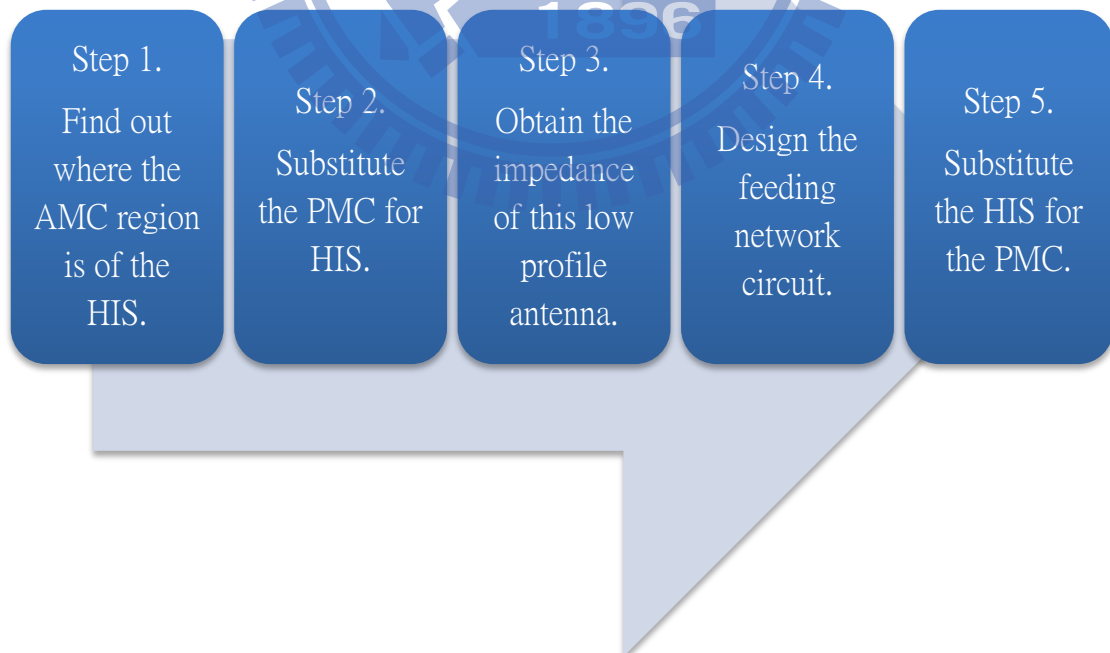 1896
Step 1.
Find out
where the
AMC region
is of the
HIS.
Step 2.
Substitute
the PMC for
HIS.
Step 3.
Obtain the
impedance
of this low
profile
antenna.
Step 4.
Design the
feeding
network
circuit.
Step 5.
Substitute
the HIS for
the PMC.